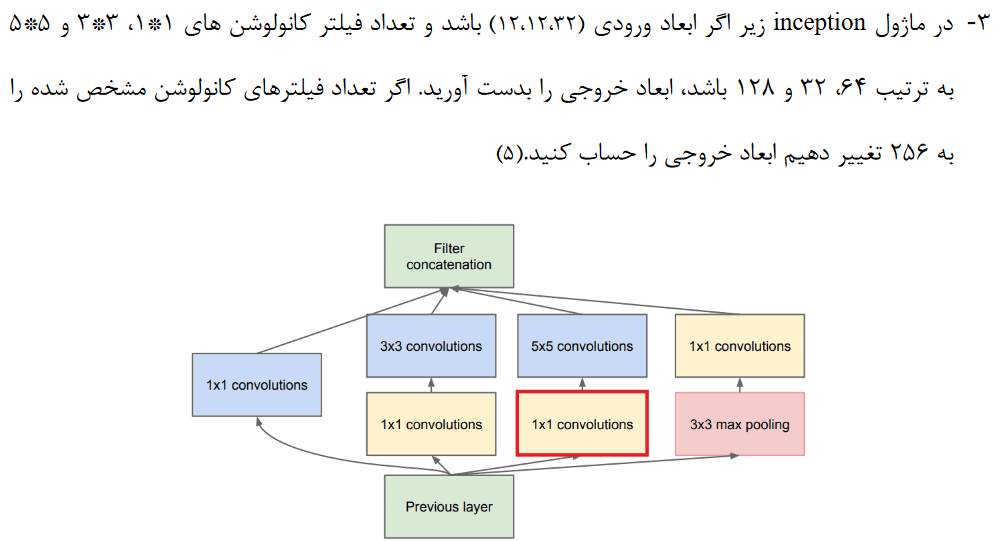 ۳- در ماژول inception زیر اگر ابعاد ورودی (۱۲،۱۲،۳۲) باشد و تعداد فیلتر کانولوشن های ۱*۱، ۳*۳ و ۵*۵
به ترتیب ۶۴، ۳۲ و ۱۲۸ باشد، ابعاد خروجی را بدست آورید. اگر تعداد فیلترهای کانولوشن مشخص شده را
به ۲۵۶ تغییر دهیم ابعاد خروجی را حساب کنید.(۵)
Filter
concatenation
3x3 convolutions
5x5 convolutions
1x1 convolutions
1x1 convolutions
1x1 convolutions
1x1 convolutions
3x3 max pooling
Previous layer